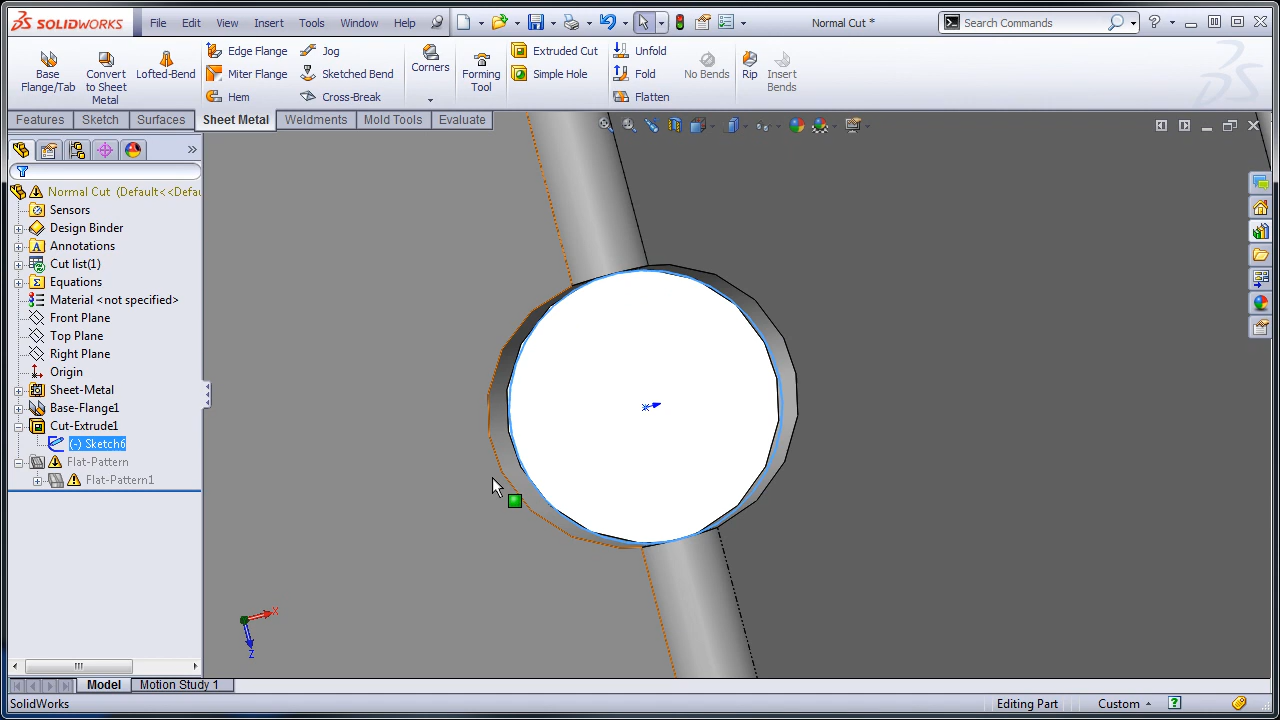 SOLIDWORKS File Edit View Insert Tools Window Help Normal Cut * Search Commands
Base Flange/Tab
Convert to Sheet Metal
Lofted-Bend
Edge Flange
Miter Flange
Hem
Jog
Sketched Bend
Cross-Break
Corners
Forming Tool
Extruded Cut
Simple Hole
Unfold
Fold
Flatten
No Bends
Rip
Insert Bends
Features Sketch Surfaces Sheet Metal Weldments Mold Tools Evaluate
Normal Cut (Default<<Defau
Sensors
Design Binder
Annotations
Cut list(1)
Equations
Material <not specified>
Front Plane
Top Plane
Right Plane
Origin
Sheet-Metal
Base-Flange1
Cut-Extrude1
(-) Sketch6
Flat-Pattern
Flat-Pattern1
X
Z
Model Motion Study 1
SolidWorks Editing Part Custom